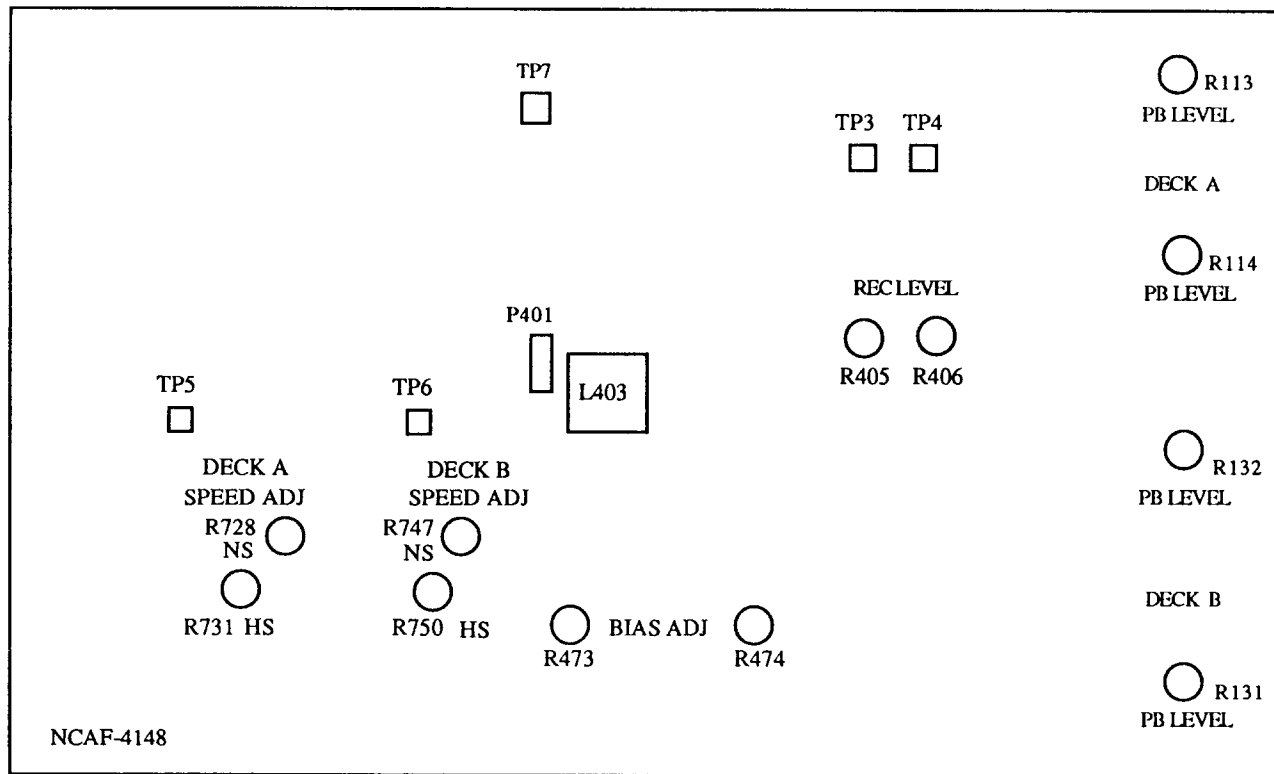 TP7
R113
PB LEVEL
TP3 TP4
DECK A
R114
PB LEVEL
REC LEVEL
P401
R405 R406
L403
TP5
TP6
DECK A
SPEED ADJ
DECK B
SPEED ADJ
R132
PB LEVEL
R728
NS
R747
NS
R731 HS
R750 HS
BIAS ADJ
R473
R474
DECK B
R131
PB LEVEL
NCAF-4148